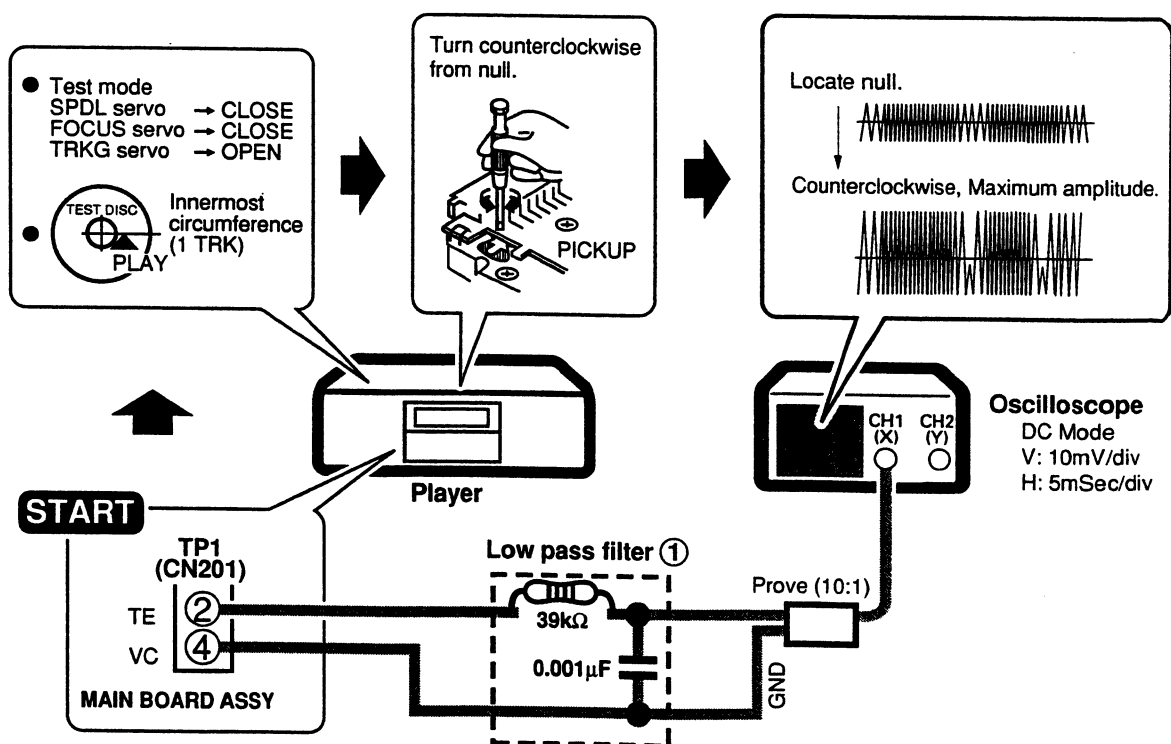 ● Test mode
SPDL servo → CLOSE
FOCUS servo → CLOSE
TRKG servo → OPEN
● TEST DISC
PLAY
Innermost
circumference
(1 TRK)
Turn counterclockwise
from null.
PICKUP
Locate null.
Counterclockwise, Maximum amplitude.
Player
CH1
(X)
CH2
(Y)
Oscilloscope
DC Mode
V: 10mV/div
H: 5mSec/div
START
TP1
(CN201)
TE ②
VC ④
MAIN BOARD ASSY
Low pass filter ①
39kΩ
0.001μF
Prove (10:1)
GND